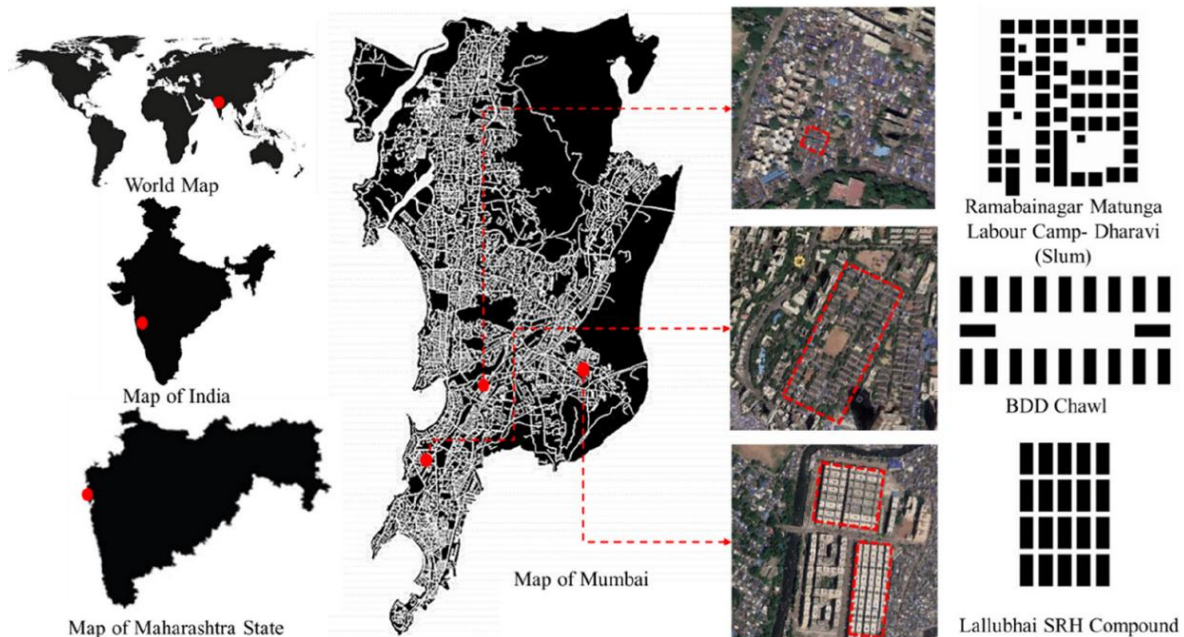 World Map
Map of India
Map of Maharashtra State
Map of Mumbai
Ramabainagar Matunga
Labour Camp- Dharavi
(Slum)
BDD Chawl
Lallubhai SRH Compound